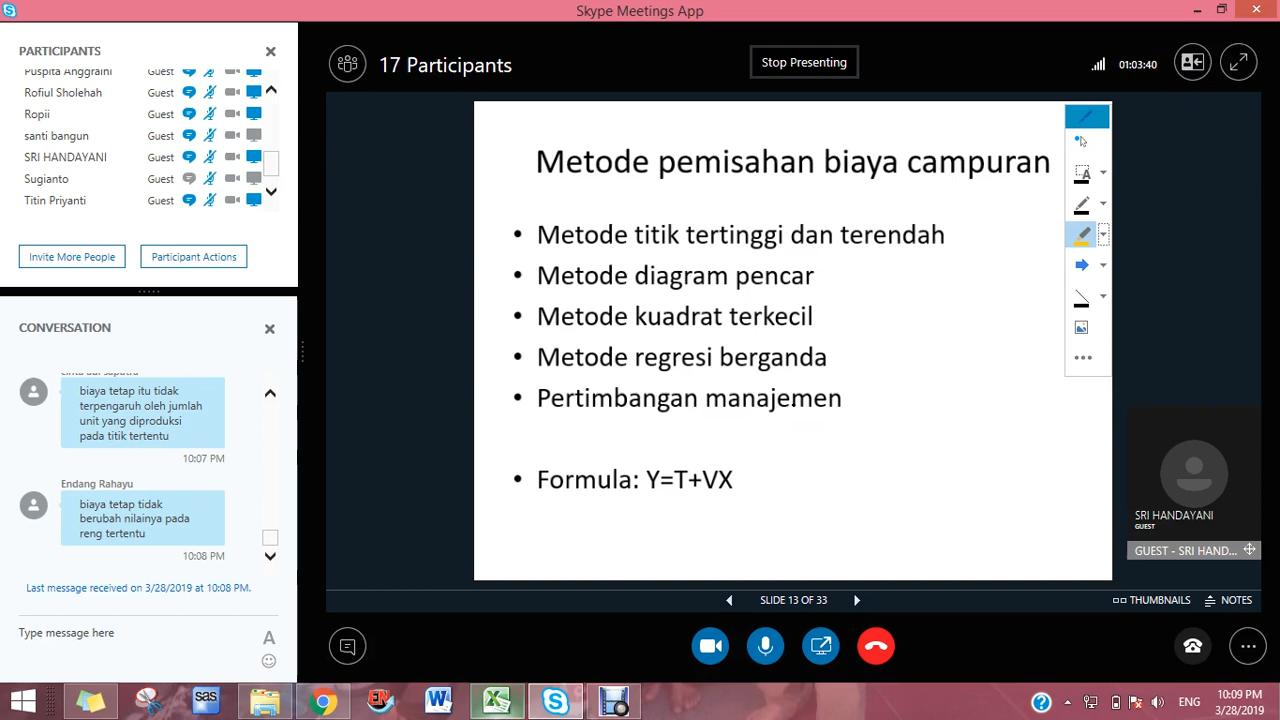 Skype Meetings App
PARTICIPANTS
Puspita Anggraini Guest
Rofiul Sholehah Guest
Ropii Guest
santi bangun Guest
SRI HANDAYANI Guest
Sugianto Guest
Titin Priyanti Guest
Invite More People
Participant Actions
CONVERSATION
biaya tetap itu tidak
terpengaruh oleh jumlah
unit yang diproduksi
pada titik tertentu
10:07 PM
Endang Rahayu
biaya tetap tidak
berubah nilainya pada
reng tertentu
10:08 PM
Last message received on 3/28/2019 at 10:08 PM.
Type message here
A
17 Participants
Stop Presenting
01:03:40
Metode pemisahan biaya campuran
• Metode titik tertinggi dan terendah
• Metode diagram pencar
• Metode kuadrat terkecil
• Metode regresi berganda
• Pertimbangan manajemen
• Formula: Y=T+VX
A
SRI HANDAYANI
GUEST
GUEST - SRI HAND...
SLIDE 13 OF 33
THUMBNAILS
NOTES
sas
EN
ENG
10:09 PM
3/28/2019